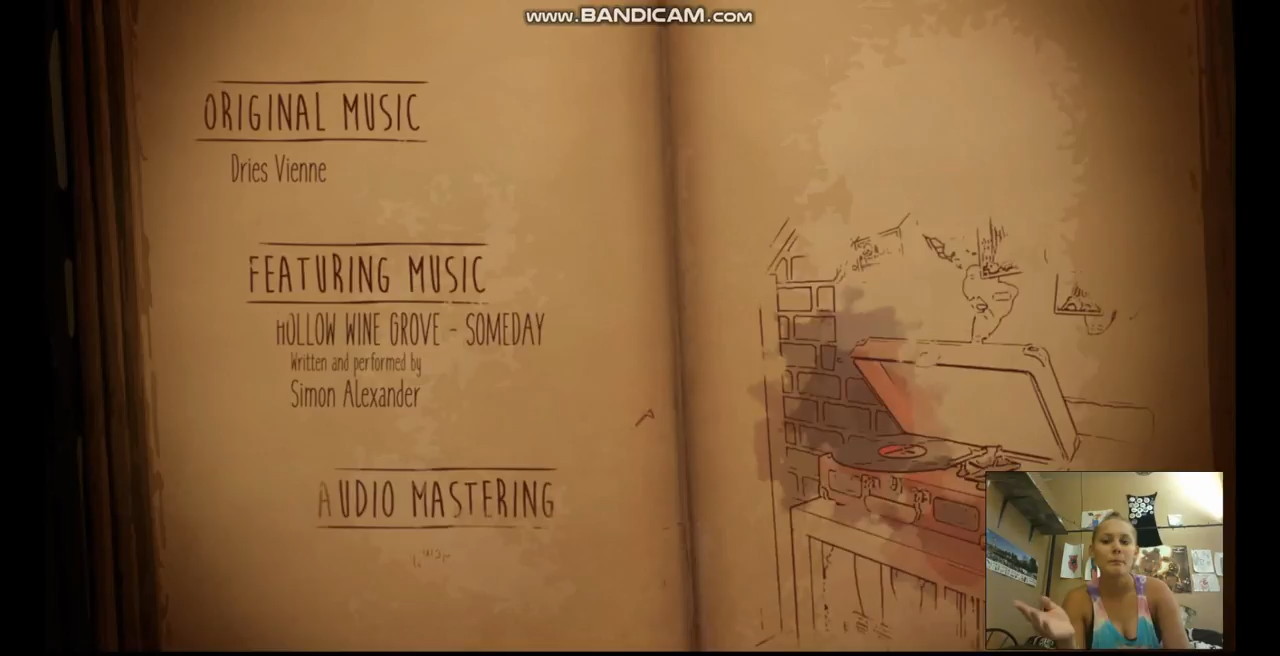 www.BANDICAM.com
ORIGINAL MUSIC
Dries Vienne
FEATURING MUSIC
HOLLOW WINE GROVE - SOMEDAY
Written and performed by
Simon Alexander
AUDIO MASTERING